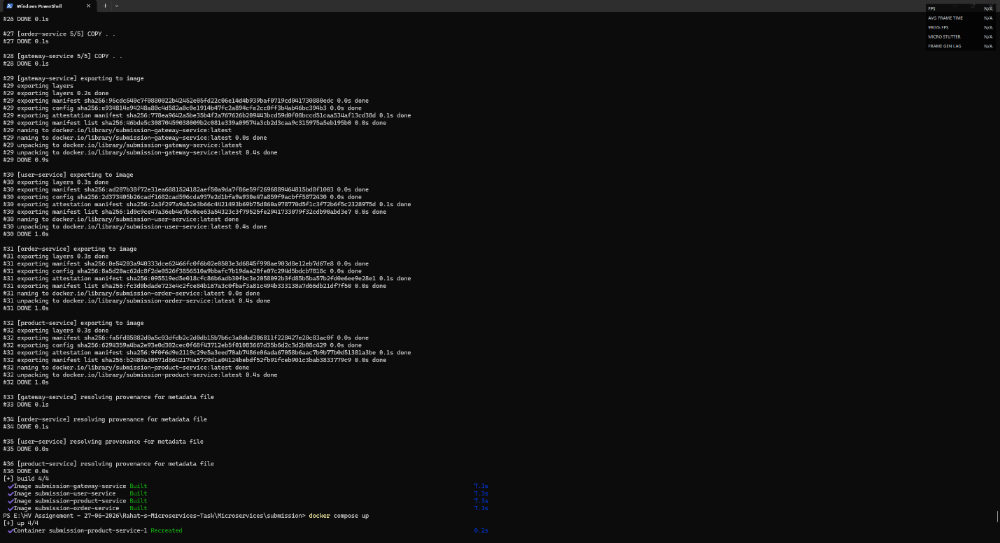 Windows PowerShell
FPS N/A
AVG FRAME TIME N/A
99th% FPS N/A
MICRO STUTTER N/A
FRAME GEN LAG N/A
#26 DONE 0.1s
#27 [order-service 5/5] COPY . .
#27 DONE 0.1s
#28 [gateway-service 5/5] COPY . .
#28 DONE 0.1s
#29 [gateway-service] exporting to image
#29 exporting layers
#29 exporting layers 0.2s done
#29 exporting manifest sha256:96cdc640c7f0880022b42452e05fd22c06e14d4b939baf0719cd041730880edc 0.0s done
#29 exporting config sha256:e934814e94248a80c4d582a0c0e1914b47fc2a894cfe2cc0ff3b4ab46bc394b3 0.0s done
#29 exporting attestation manifest sha256:778ea9642a5be35b4f2a767626b209443bcd59d0f08bccd51caa534af13cd38d 0.1s done
#29 exporting manifest list sha256:46bde5c30870459038009b2c081e339a09574a3cb2d3caa9c315975a5eb195b0 0.0s done
#29 naming to docker.io/library/submission-gateway-service:latest
#29 naming to docker.io/library/submission-gateway-service:latest 0.0s done
#29 unpacking to docker.io/library/submission-gateway-service:latest
#29 unpacking to docker.io/library/submission-gateway-service:latest 0.4s done
#29 DONE 0.9s
#30 [user-service] exporting to image
#30 exporting layers 0.3s done
#30 exporting manifest sha256:ad287b38f72e31ea6881524182aef50a9da7f86e59f2696889464815bd8f1003 0.0s done
#30 exporting config sha256:2d373405b26cadf1682cad596cda937e2d1bfa9a930e47a859f9acbff5872430 0.0s done
#30 exporting attestation manifest sha256:2a3f297a9a52e3b66c4421493b69b75d860a978770d5f1c3f72b6f5c2328975d 0.1s done
#30 exporting manifest list sha256:1d0c9ce47a36eb4e7bc0ee63a54323c3f79525fe2941733079f32cdb90abd3e7 0.0s done
#30 naming to docker.io/library/submission-user-service:latest done
#30 unpacking to docker.io/library/submission-user-service:latest 0.4s done
#30 DONE 1.0s
#31 [order-service] exporting to image
#31 exporting layers 0.3s done
#31 exporting manifest sha256:0e54203a940333dce62466fc0f6b02e0503e3d6845f998ae903d8e12eb7d67e8 0.0s done
#31 exporting config sha256:8a5d20ac62dc8f2de0526f3856510a9bbafc7b19daa28fe07c294d5bdcb7818c 0.0s done
#31 exporting attestation manifest sha256:095519ed5e018cfc86b6adb30fbc3e2058092b3fd85b5ba57b2fd0e6ee9e28e1 0.1s done
#31 exporting manifest list sha256:fc3d0bdade723e4c2fce84b167a3c0fbaf3a81c494b333138a7d66db21df7f50 0.0s done
#31 naming to docker.io/library/submission-order-service:latest 0.0s done
#31 unpacking to docker.io/library/submission-order-service:latest 0.4s done
#31 DONE 1.0s
#32 [product-service] exporting to image
#32 exporting layers 0.3s done
#32 exporting manifest sha256:fa5fd85882d0a5c03dfdb2c2d0db15b7b6c3a0dbd306811f228427e20c83ac0f 0.0s done
#32 exporting config sha256:6294359a4ba2e93e0d302cec0f68f43712eb5f01083667d35b6d2c3d2b08c429 0.0s done
#32 exporting attestation manifest sha256:9f0f6d9e2119c29e5a3eed70ab7486e06ada67058b6aac7b9b77b0d51381a3be 0.1s done
#32 exporting manifest list sha256:b2489a30571d8642174a5729d1a04124bebdf52fb91fceb901c3bab3833779c9 0.0s done
#32 naming to docker.io/library/submission-product-service:latest done
#32 unpacking to docker.io/library/submission-product-service:latest 0.4s done
#32 DONE 1.0s
#33 [gateway-service] resolving provenance for metadata file
#33 DONE 0.1s
#34 [order-service] resolving provenance for metadata file
#34 DONE 0.1s
#35 [user-service] resolving provenance for metadata file
#35 DONE 0.0s
#36 [product-service] resolving provenance for metadata file
#36 DONE 0.0s
[+] build 4/4
✔Image submission-gateway-service Built 7.3s
✔Image submission-user-service Built 7.3s
✔Image submission-product-service Built 7.3s
✔Image submission-order-service Built 7.3s
PS E:\HV Assignement - 27-06-2026\Rahat-s-Microservices-Task\Microservices\submission> docker compose up
[+] up 4/4
✔Container submission-product-service-1 Recreated 0.2s